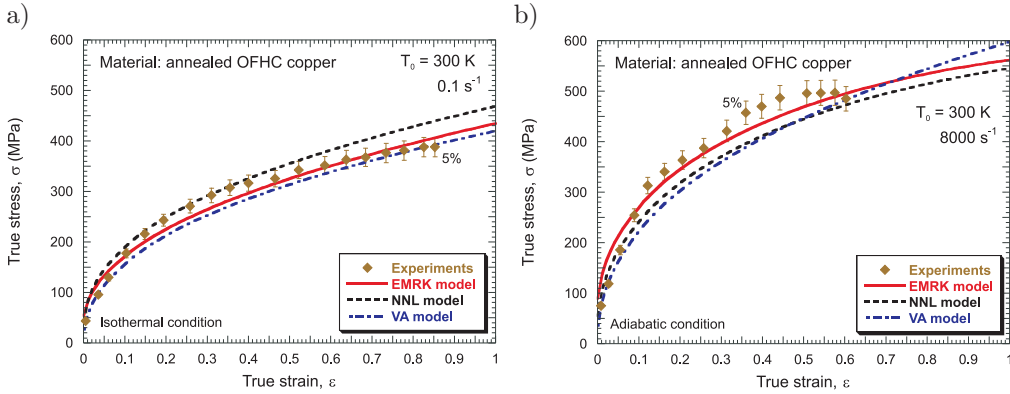 a)
Material: annealed OFHC copper
T₀ = 300 K
0.1 s⁻¹
5%
Experiments
EMRK model
NNL model
VA model
Isothermal condition
True stress, σ (MPa)
600
500
400
300
200
100
0
0 0.1 0.2 0.3 0.4 0.5 0.6 0.7 0.8 0.9 1
True strain, ε
b)
Material: annealed OFHC copper
5%
T₀ = 300 K
8000 s⁻¹
Experiments
EMRK model
NNL model
VA model
Adiabatic condition
True stress, σ (MPa)
600
500
400
300
200
100
0
0 0.1 0.2 0.3 0.4 0.5 0.6 0.7 0.8 0.9 1
True strain, ε